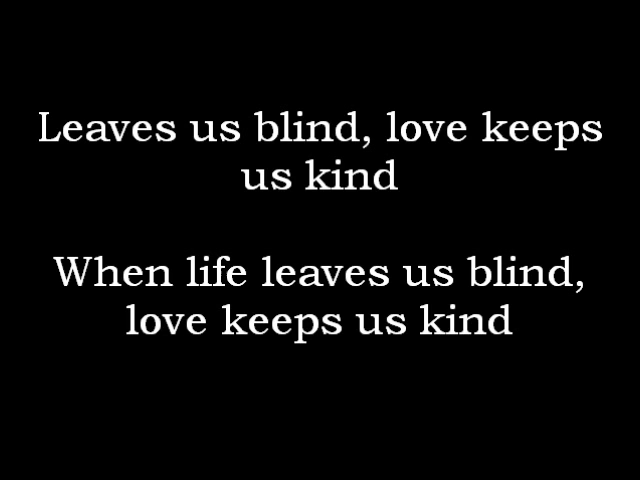 Leaves us blind, love keeps
us kind
When life leaves us blind,
love keeps us kind